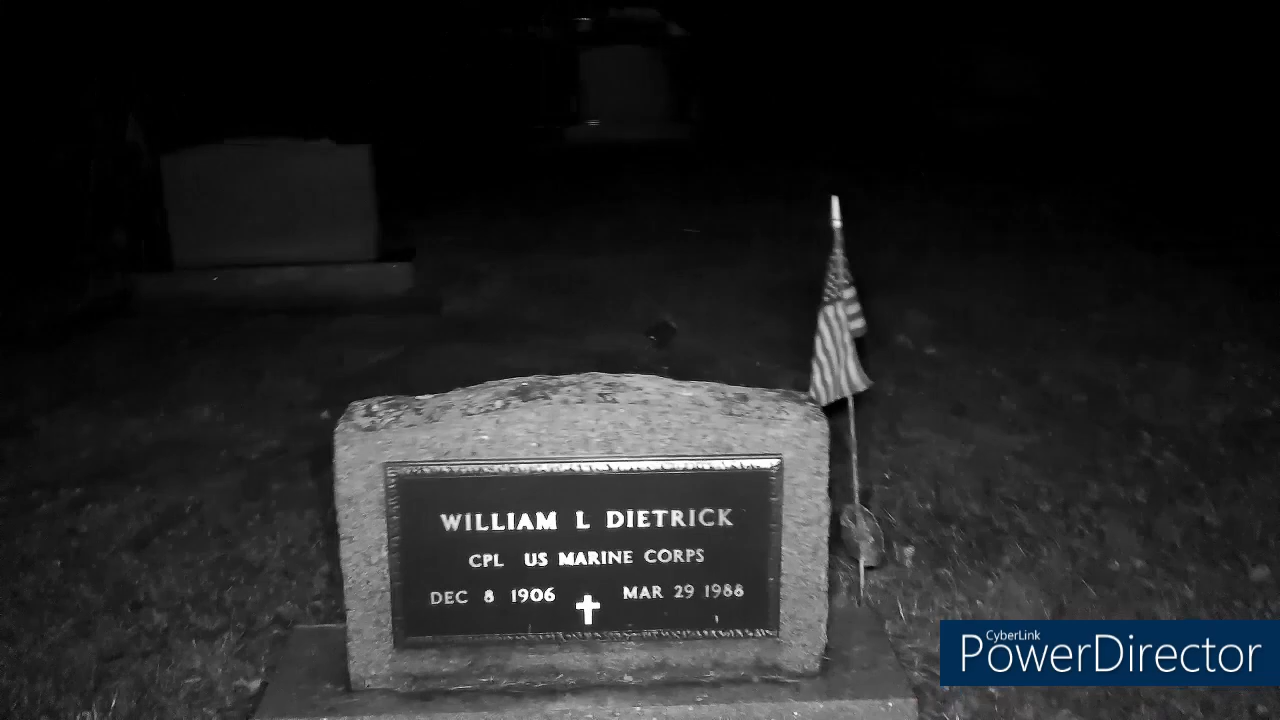 WILLIAM L DIETRICK
CPL US MARINE CORPS
DEC 8 1906 MAR 29 1988
CyberLink
PowerDirector